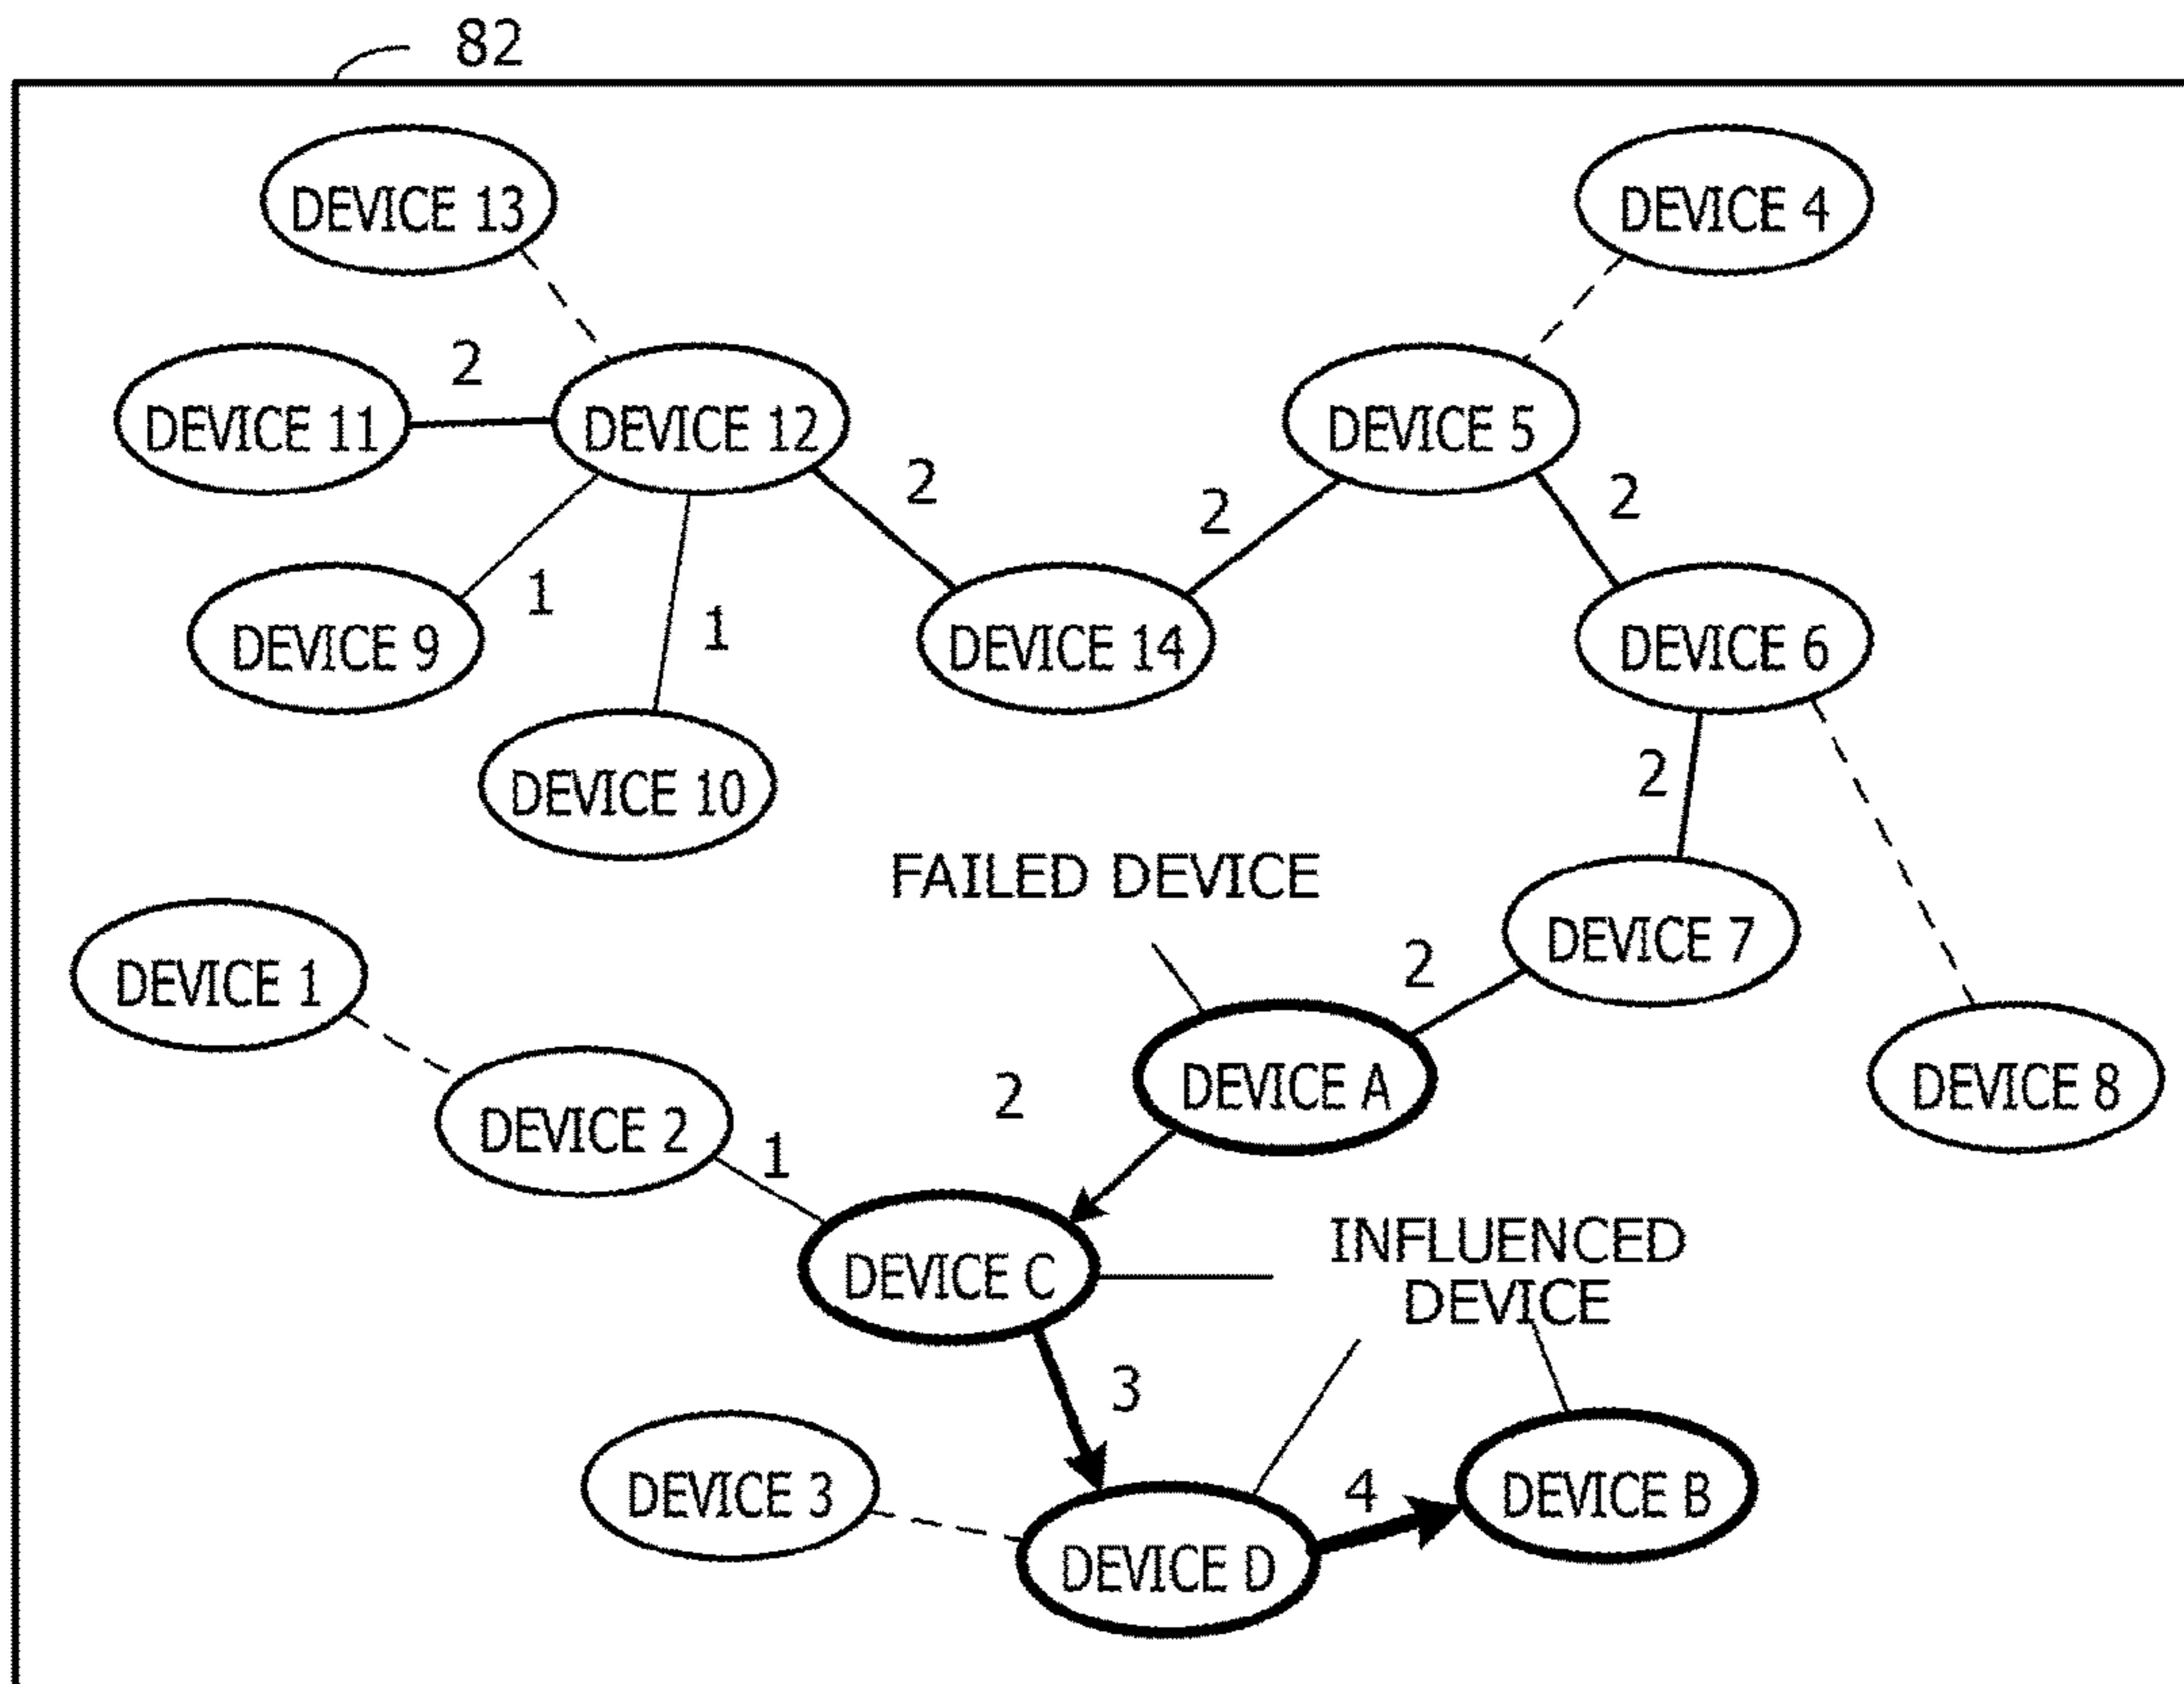 82
DEVICE 13
DEVICE 4
2
DEVICE 11
DEVICE 12
DEVICE 5
2
2
2
1
1
DEVICE 9
DEVICE 14
DEVICE 6
2
DEVICE 10
FAILED DEVICE
DEVICE 7
DEVICE 1
2
DEVICE A
DEVICE 8
2
DEVICE 2
1
DEVICE C
INFLUENCED
DEVICE
3
DEVICE 3
4
DEVICE B
DEVICE D